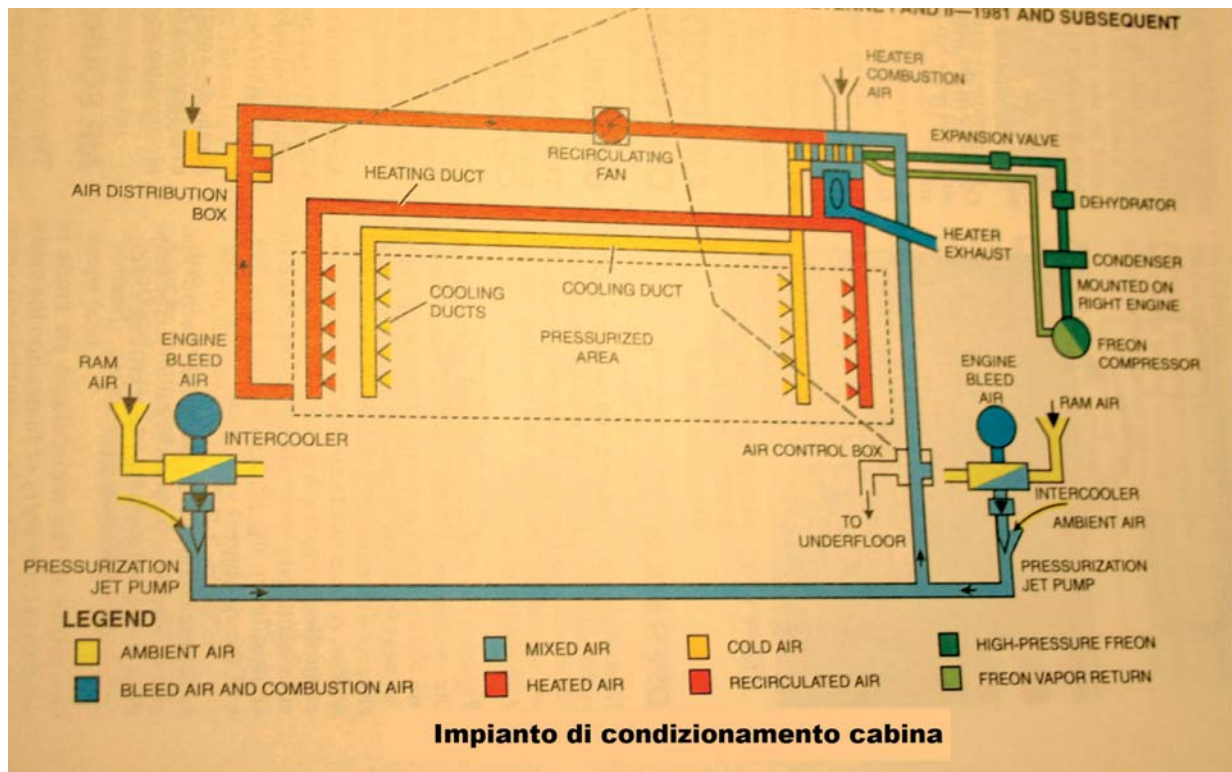 AND II—1981 AND SUBSEQUENT
HEATER
COMBUSTION
AIR
EXPANSION VALVE
RECIRCULATING
FAN
HEATING DUCT
AIR DISTRIBUTION
BOX
DEHYDRATOR
HEATER
EXHAUST
CONDENSER
MOUNTED ON
RIGHT ENGINE
COOLING
DUCTS
COOLING DUCT
PRESSURIZED
AREA
FREON
COMPRESSOR
ENGINE
BLEED
AIR
RAM
AIR
INTERCOOLER
ENGINE
BLEED
AIR
RAM AIR
AIR CONTROL BOX
INTERCOOLER
TO
UNDERFLOOR
AMBIENT AIR
PRESSURIZATION
JET PUMP
PRESSURIZATION
JET PUMP
LEGEND
AMBIENT AIR
MIXED AIR
COLD AIR
HIGH-PRESSURE FREON
BLEED AIR AND COMBUSTION AIR
HEATED AIR
RECIRCULATED AIR
FREON VAPOR RETURN
Impianto di condizionamento cabina